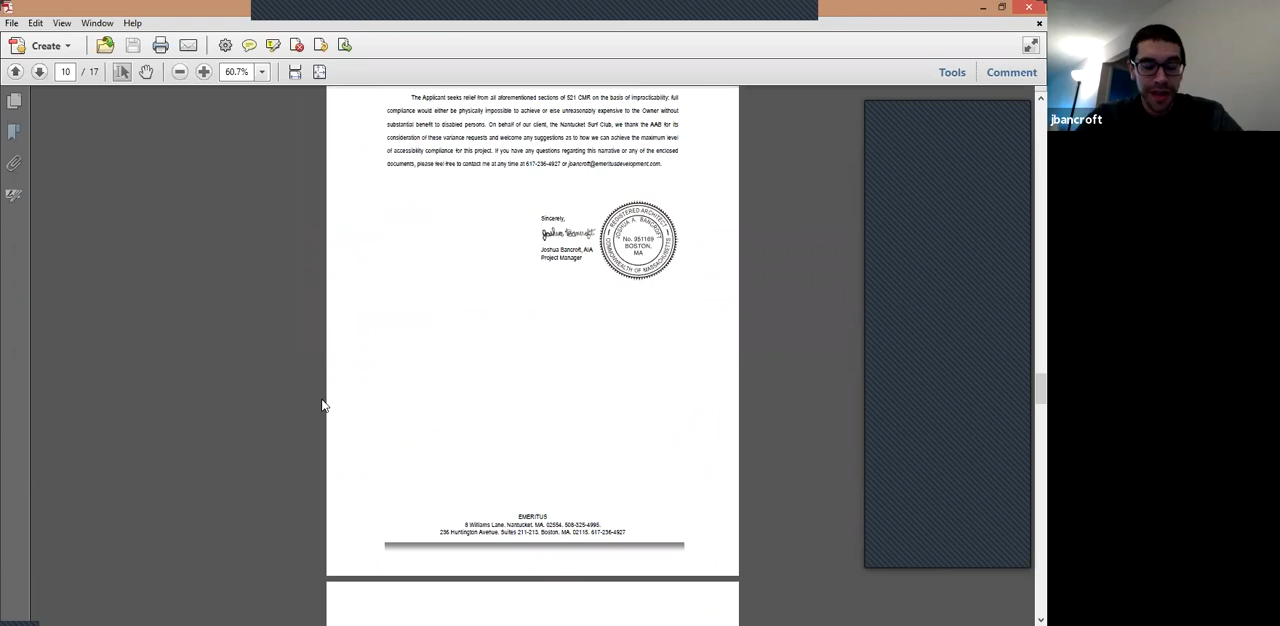 File Edit View Window Help
Create
10 / 17 60.7% Tools Comment
jbancroft
The Applicant seeks relief from all aforementioned sections of 521 CMR on the basis of impracticability; full
compliance would either be physically impossible to achieve or else unreasonably expensive to the Owner without
substantial benefit to disabled persons. On behalf of our client, the Nantucket Surf Club, we thank the AAB for its
consideration of these variance requests and welcome any suggestions as to how we can achieve the maximum level
of accessibility compliance for this project. If you have any questions regarding this narrative or any of the enclosed
documents, please feel free to contact me at any time at 617-236-4927 or jbancroft@emeritusdevelopment.com.
Sincerely,
Joshua Bancroft
Joshua Bancroft, AIA
Project Manager
REGISTERED ARCHITECT
JOSHUA A. BANCROFT
No. 951169
BOSTON,
MA
COMMONWEALTH OF MASSACHUSETTS
EMERITUS
8 Williams Lane, Nantucket, MA, 02554, 508-325-4995,
236 Huntington Avenue, Suites 211-213, Boston, MA, 02115, 617-236-4927